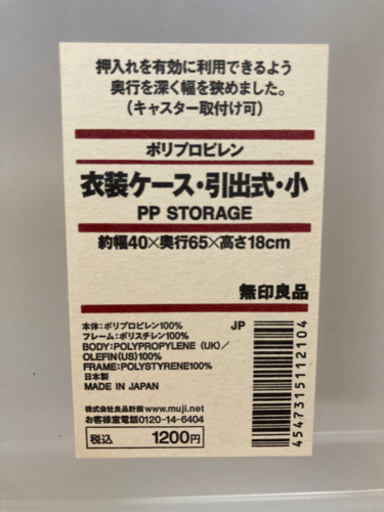 押入れを有効に利用できるよう
奥行を深く幅を狭めました。
（キャスター取付け可）
ポリプロピレン
衣装ケース・引出式・小
PP STORAGE
約幅40×奥行65×高さ18cm
無印良品
本体:ポリプロピレン100%
フレーム:ポリスチレン100%
BODY:POLYPROPYLENE (UK)/
OLEFIN(US)100%
FRAME:POLYSTYRENE100%
日本製
MADE IN JAPAN
株式会社良品計画 www.muji.net
お客様室電話0120-14-6404
税込 1200円
JP
4547315112104